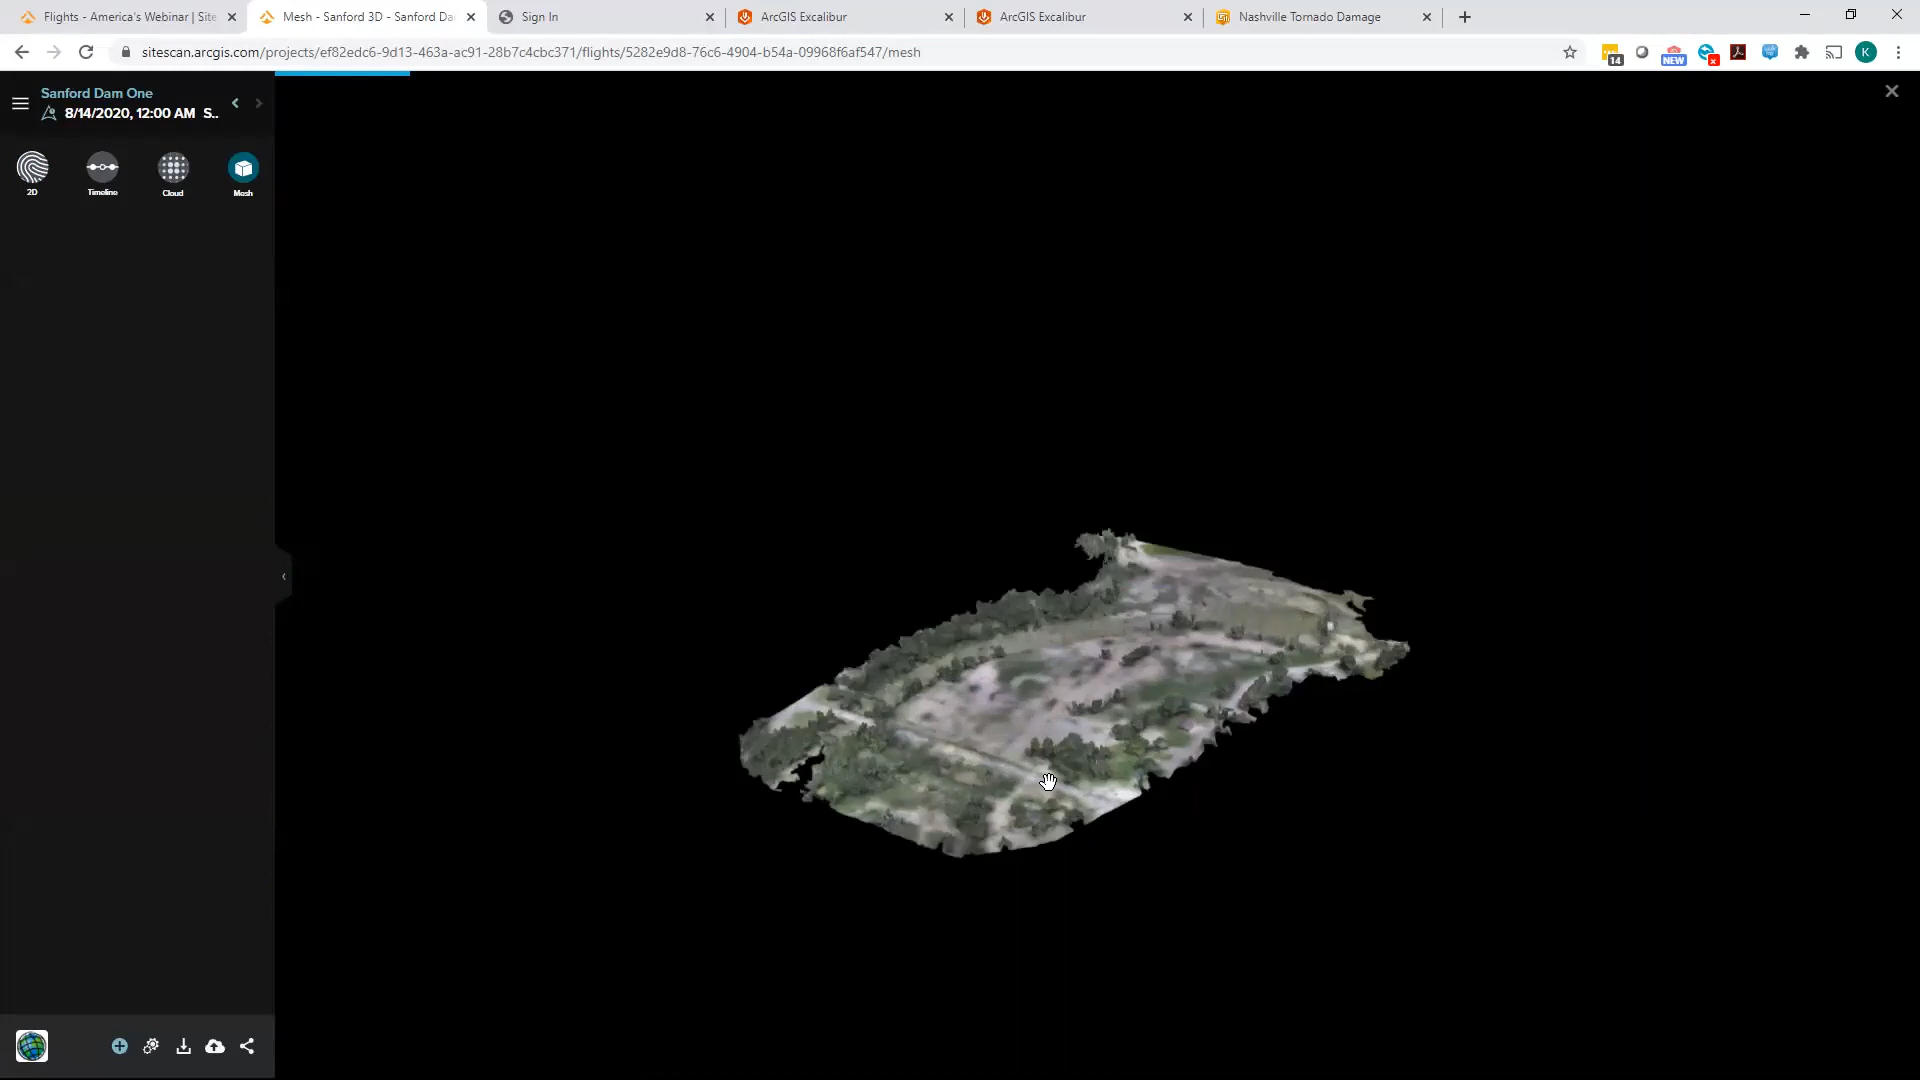 Flights - America's Webinar | Site
Mesh - Sanford 3D - Sanford Da
Sign In
ArcGIS Excalibur
ArcGIS Excalibur
Nashville Tornado Damage
sitescan.arcgis.com/projects/ef82edc6-9d13-463a-ac91-28b7c4cbc371/flights/5282e9d8-76c6-4904-b54a-09968f6af547/mesh
14
NEW
K
Sanford Dam One
8/14/2020, 12:00 AM S..
2D
Timeline
Cloud
Mesh